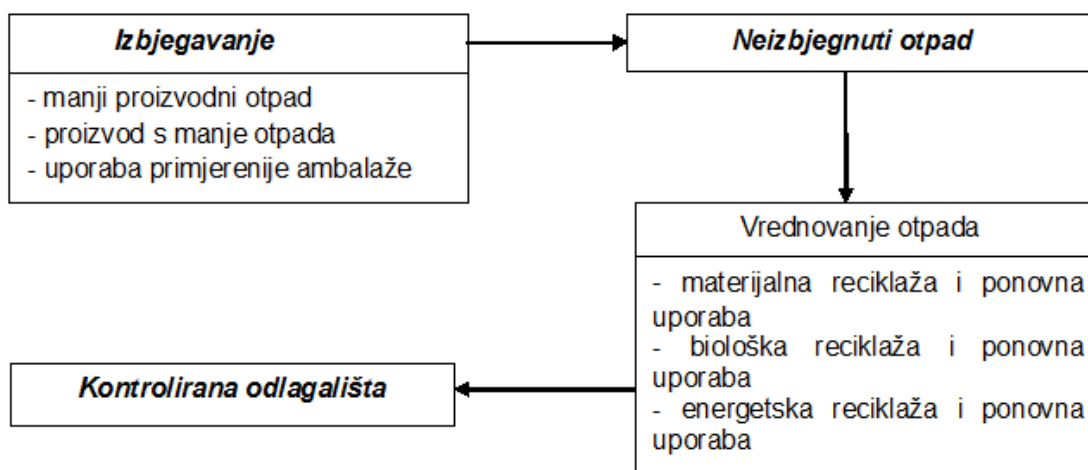 Izbjegavanje
- manji proizvodni otpad
- proizvod s manje otpada
- uporaba primjerenije ambalaže
Neizbjegnuti otpad
Vrednovanje otpada
- materijalna reciklaža i ponovna
uporaba
- biološka reciklaža i ponovna
uporaba
- energetska reciklaža i ponovna
uporaba
Kontrolirana odlagališta